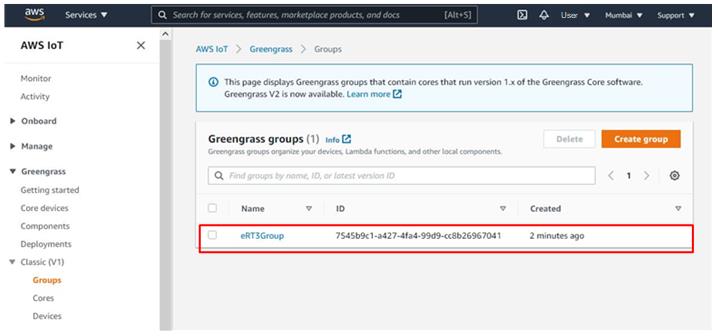 aws Services Search for services, features, marketplace products, and docs [Alt+S] User Mumbai Support
AWS IoT
Monitor
Activity
Onboard
Manage
Greengrass
Getting started
Core devices
Components
Deployments
Classic (V1)
Groups
Cores
Devices
AWS IoT > Greengrass > Groups
This page displays Greengrass groups that contain cores that run version 1.x of the Greengrass Core software.
Greengrass V2 is now available. Learn more
Greengrass groups (1) Info Delete Create group
Greengrass groups organize your devices, Lambda functions, and other local components.
Find groups by name, ID, or latest version ID < 1 >
Name ID Created
eRT3Group 7545b9c1-a427-4fa4-99d9-cc8b26967041 2 minutes ago